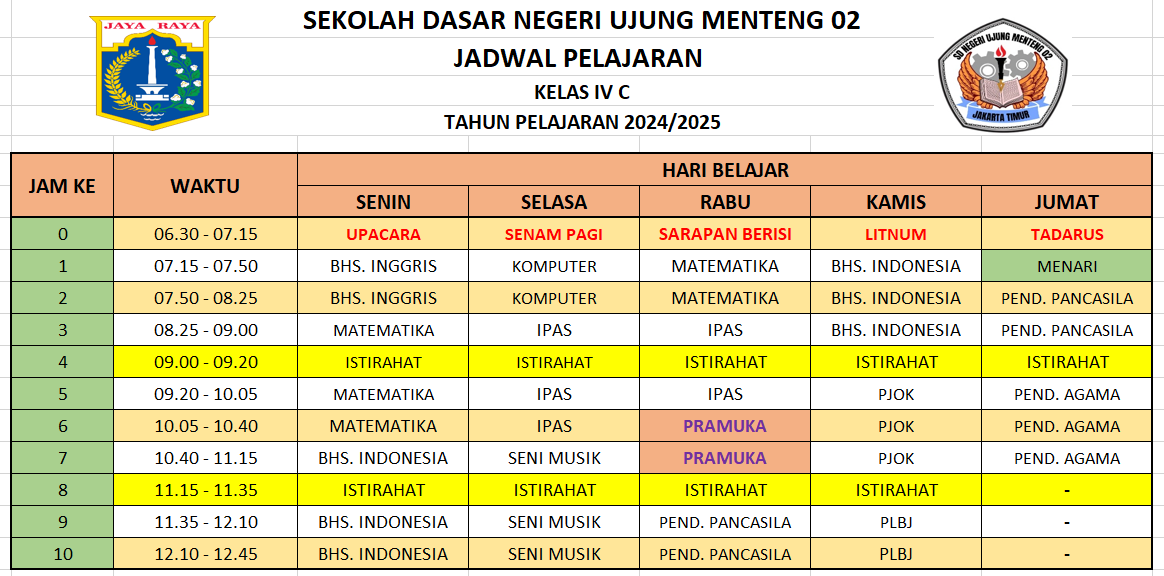 JAYA RAYA
SEKOLAH DASAR NEGERI UJUNG MENTENG 02
JADWAL PELAJARAN
KELAS IV C
TAHUN PELAJARAN 2024/2025
SD NEGERI UJUNG MENTENG 02
JAKARTA TIMUR
JAM KE WAKTU HARI BELAJAR
SENIN SELASA RABU KAMIS JUMAT
0 06.30 - 07.15 UPACARA SENAM PAGI SARAPAN BERISI LITNUM TADARUS
1 07.15 - 07.50 BHS. INGGRIS KOMPUTER MATEMATIKA BHS. INDONESIA MENARI
2 07.50 - 08.25 BHS. INGGRIS KOMPUTER MATEMATIKA BHS. INDONESIA PEND. PANCASILA
3 08.25 - 09.00 MATEMATIKA IPAS IPAS BHS. INDONESIA PEND. PANCASILA
4 09.00 - 09.20 ISTIRAHAT ISTIRAHAT ISTIRAHAT ISTIRAHAT ISTIRAHAT
5 09.20 - 10.05 MATEMATIKA IPAS IPAS PJOK PEND. AGAMA
6 10.05 - 10.40 MATEMATIKA IPAS PRAMUKA PJOK PEND. AGAMA
7 10.40 - 11.15 BHS. INDONESIA SENI MUSIK PRAMUKA PJOK PEND. AGAMA
8 11.15 - 11.35 ISTIRAHAT ISTIRAHAT ISTIRAHAT ISTIRAHAT -
9 11.35 - 12.10 BHS. INDONESIA SENI MUSIK PEND. PANCASILA PLBJ -
10 12.10 - 12.45 BHS. INDONESIA SENI MUSIK PEND. PANCASILA PLBJ -